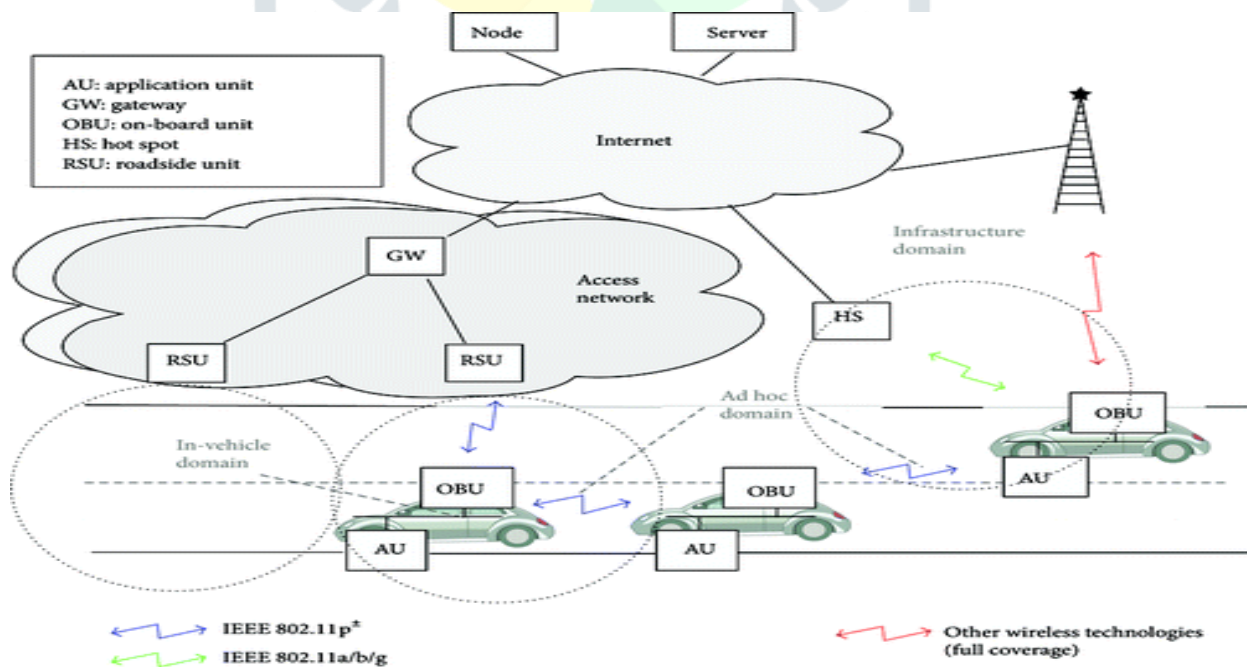 Node
Server
AU: application unit
GW: gateway
OBU: on-board unit
HS: hot spot
RSU: roadside unit
Internet
Infrastructure
domain
GW
Access
network
HS
RSU
RSU
Ad hoc
domain
OBU
In-vehicle
domain
OBU
OBU
AU
AU
AU
IEEE 802.11p±
IEEE 802.11a/b/g
Other wireless technologies
(full coverage)